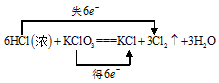 失6e⁻
6HCl(浓)+KClO₃===KCl+3Cl₂↑+3H₂O
得6e⁻